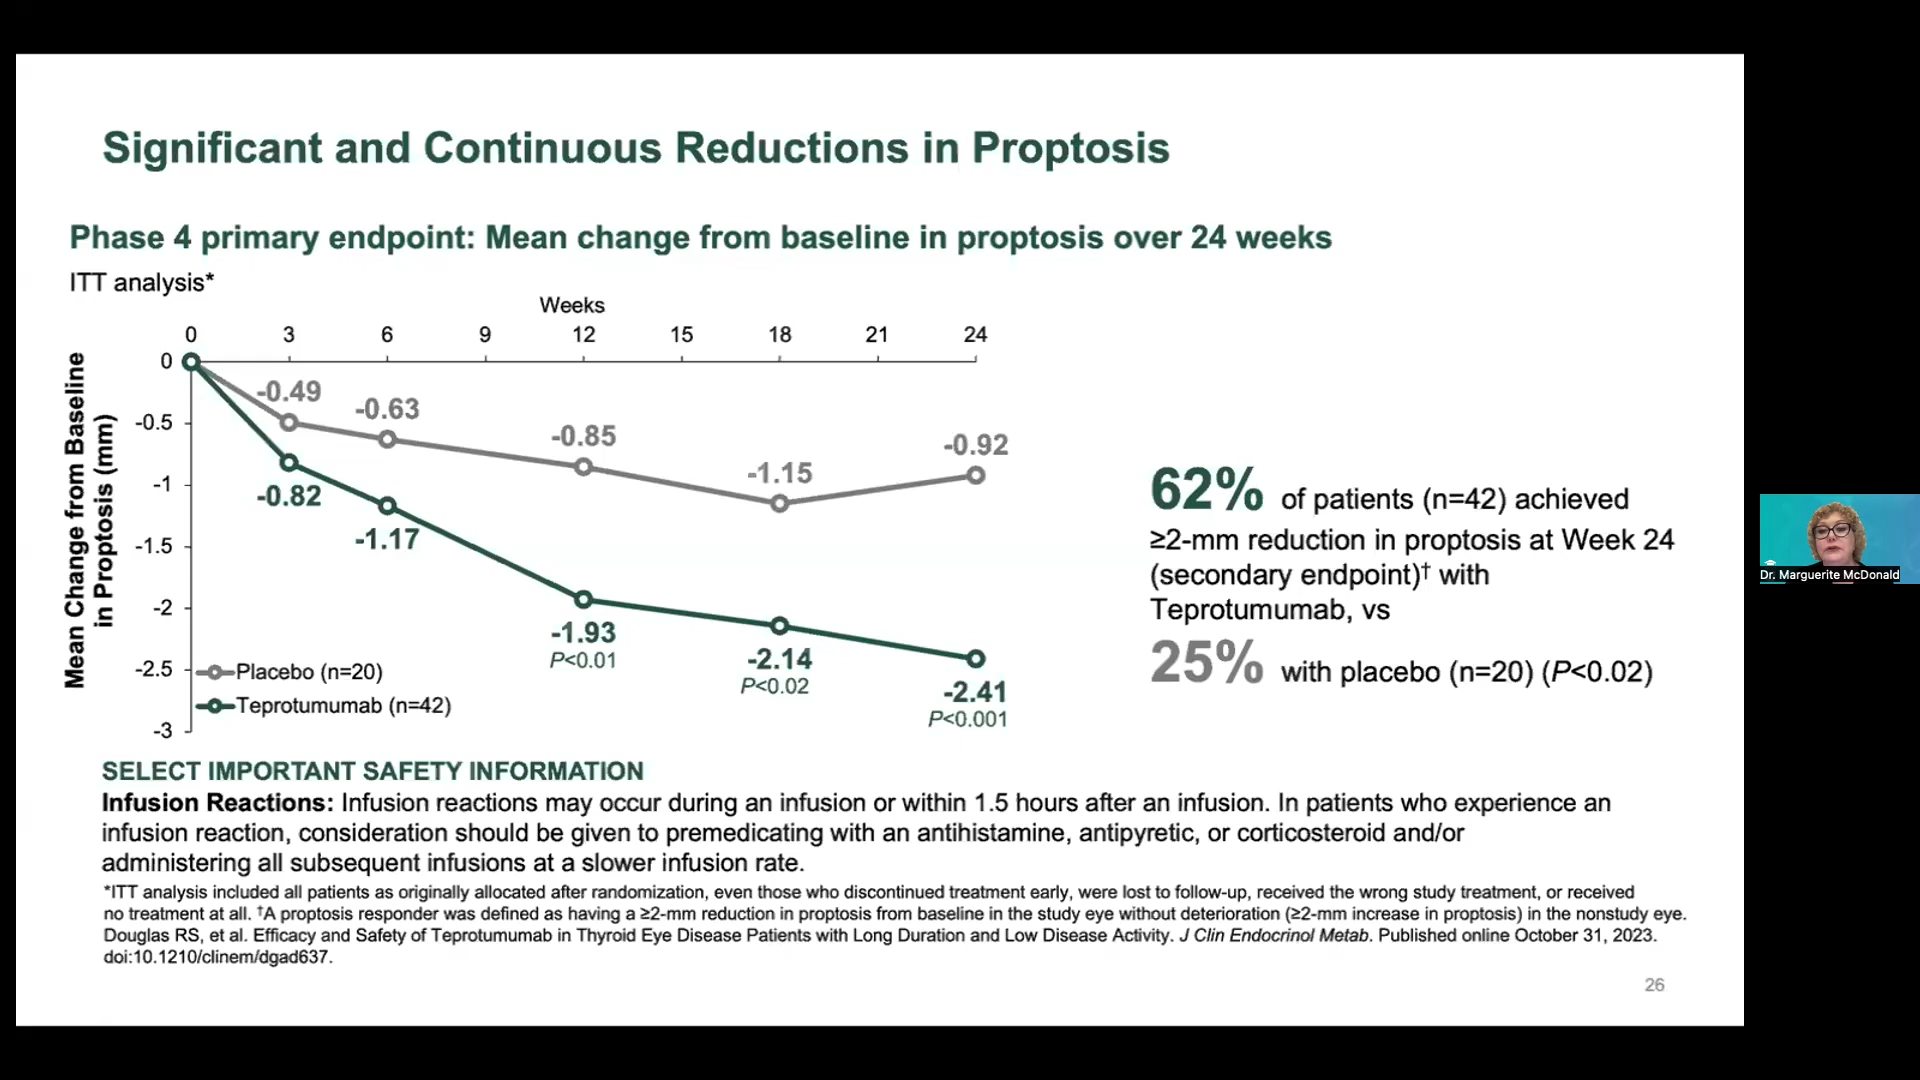 Significant and Continuous Reductions in Proptosis
Phase 4 primary endpoint: Mean change from baseline in proptosis over 24 weeks
ITT analysis*
Weeks
0 3 6 9 12 15 18 21 24
Mean Change from Baseline
in Proptosis (mm)
0
-0.5
-1
-1.5
-2
-2.5
-3
-0.49
-0.63
-0.85
-1.15
-0.92
-0.82
-1.17
-1.93
P<0.01
-2.14
P<0.02
-2.41
P<0.001
Placebo (n=20)
Teprotumumab (n=42)
62% of patients (n=42) achieved
≥2-mm reduction in proptosis at Week 24
(secondary endpoint)† with
Teprotumumab, vs
25% with placebo (n=20) (P<0.02)
Dr. Marguerite McDonald
SELECT IMPORTANT SAFETY INFORMATION
Infusion Reactions: Infusion reactions may occur during an infusion or within 1.5 hours after an infusion. In patients who experience an
infusion reaction, consideration should be given to premedicating with an antihistamine, antipyretic, or corticosteroid and/or
administering all subsequent infusions at a slower infusion rate.
*ITT analysis included all patients as originally allocated after randomization, even those who discontinued treatment early, were lost to follow-up, received the wrong study treatment, or received
no treatment at all. †A proptosis responder was defined as having a ≥2-mm reduction in proptosis from baseline in the study eye without deterioration (≥2-mm increase in proptosis) in the nonstudy eye.
Douglas RS, et al. Efficacy and Safety of Teprotumumab in Thyroid Eye Disease Patients with Long Duration and Low Disease Activity. J Clin Endocrinol Metab. Published online October 31, 2023.
doi:10.1210/clinem/dgad637.
26